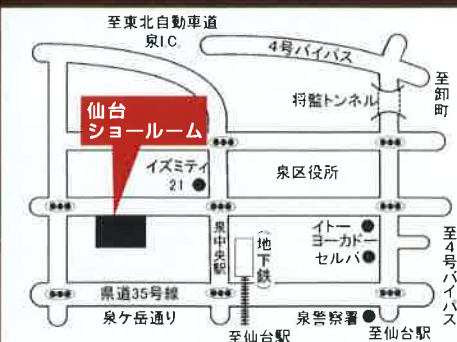 至東北自動車道
泉IC
4号バイパス
至卸町
将監トンネル
仙台
ショールーム
イズミティ
21
泉区役所
泉中央駅
(地下鉄)
イトー
ヨーカドー
セルバ
至4号バイパス
県道35号線
泉ケ岳通り
至仙台駅
泉警察署
至仙台駅